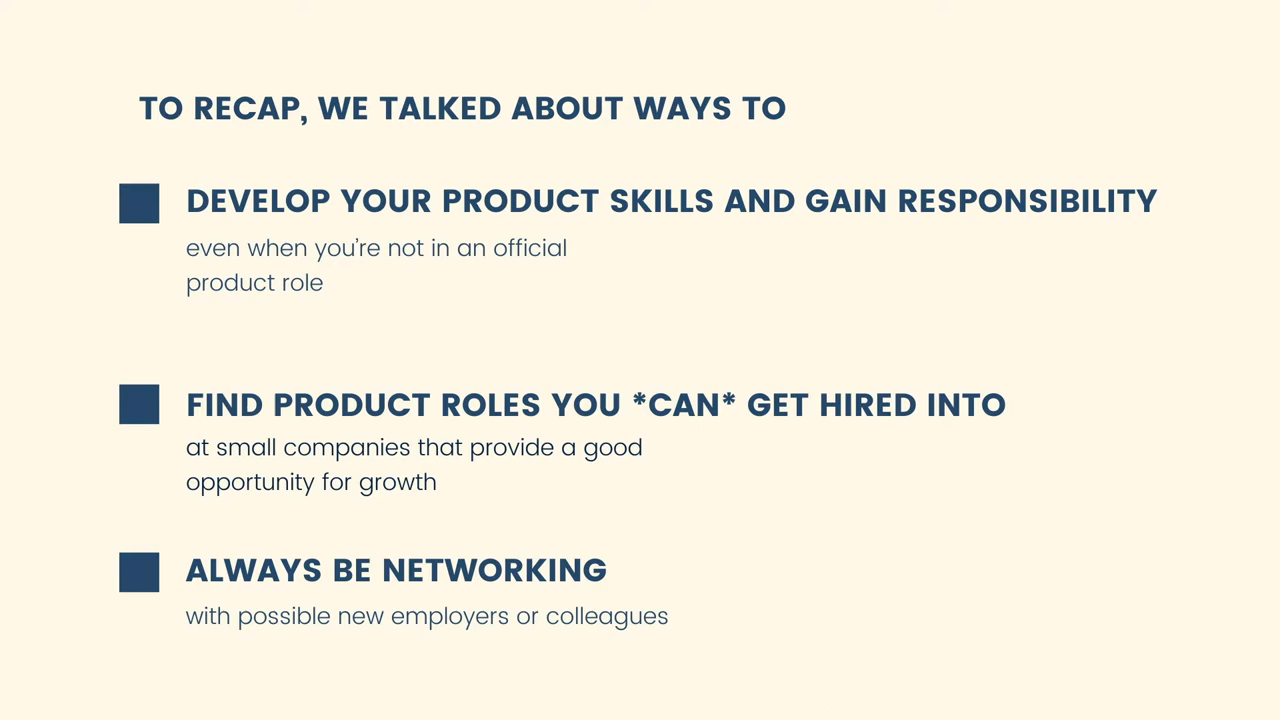 TO RECAP, WE TALKED ABOUT WAYS TO
DEVELOP YOUR PRODUCT SKILLS AND GAIN RESPONSIBILITY
even when you’re not in an official
product role
FIND PRODUCT ROLES YOU *CAN* GET HIRED INTO
at small companies that provide a good
opportunity for growth
ALWAYS BE NETWORKING
with possible new employers or colleagues